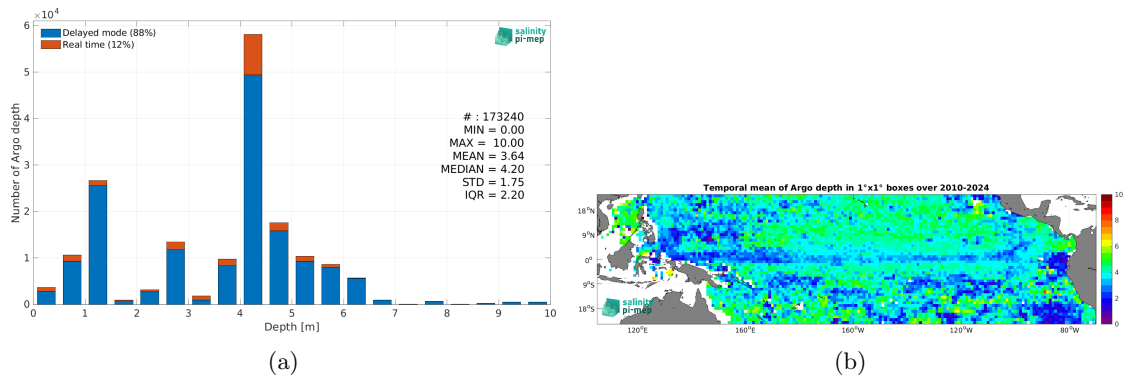 ×10⁴
6
5
4
3
2
1
0
Number of Argo depth
Delayed mode (88%)
Real time (12%)
salinity
pi-mep
# : 173240
MIN = 0.00
MAX = 10.00
MEAN = 3.64
MEDIAN = 4.20
STD = 1.75
IQR = 2.20
0 1 2 3 4 5 6 7 8 9 10
Depth [m]
(a)
Temporal mean of Argo depth in 1°x1° boxes over 2010-2024
18°N
9°N
0°
9°S
18°S
salinity
pi-mep
120°E 160°E 160°W 120°W 80°W
10
8
6
4
2
0
(b)